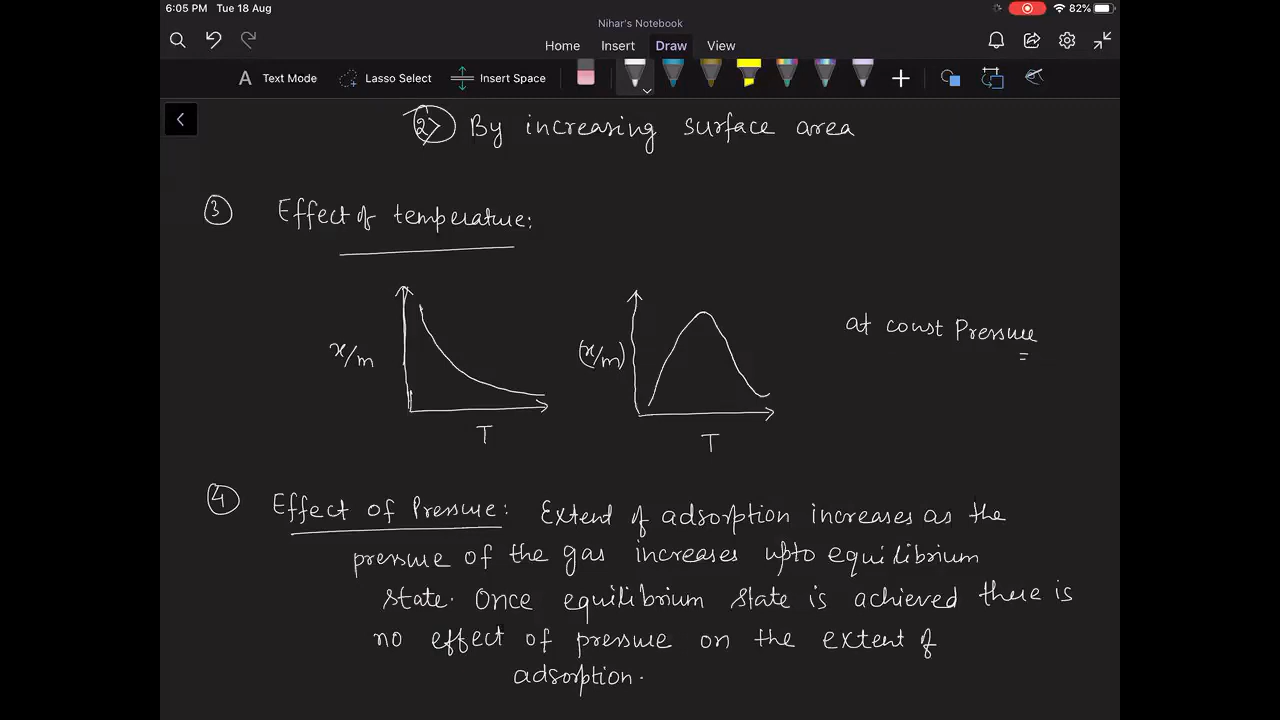 6:05 PM Tue 18 Aug
82%
Nihar's Notebook
Home Insert Draw View
Text Mode Lasso Select Insert Space
2> By increasing surface area
3 Effect of temperature:
x/m
T
(x/m)
T
at const Pressure
4 Effect of Pressure: Extent of adsorption increases as the
pressure of the gas increases upto equilibrium
state. Once equilibrium state is achieved there is
no effect of pressure on the extent of
adsorption.